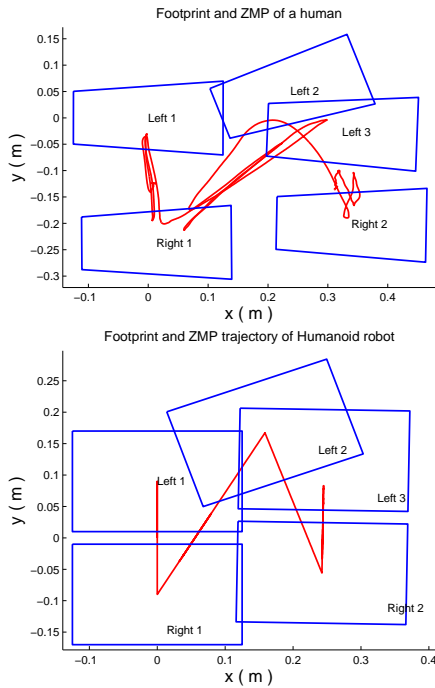 Footprint and ZMP of a human
0.15
0.1
0.05
0
−0.05
−0.1
−0.15
−0.2
−0.25
−0.3
y ( m )
Left 1
Left 2
Left 3
Right 1
Right 2
−0.1
0
0.1
0.2
0.3
0.4
x ( m )
Footprint and ZMP trajectory of Humanoid robot
0.25
0.2
0.15
0.1
0.05
0
−0.05
−0.1
−0.15
y ( m )
Left 1
Left 2
Left 3
Right 1
Right 2
−0.1
0
0.1
0.2
0.3
0.4
x ( m )